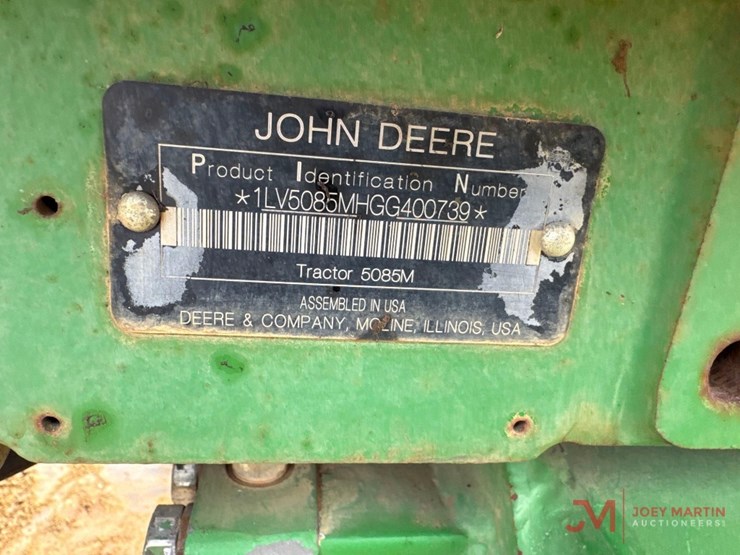 JOHN DEERE
Product Identification Number
*1LV5085MHGG400739*
Tractor 5085M
ASSEMBLED IN USA
DEERE & COMPANY, MOLINE, ILLINOIS, USA
JM JOEY MARTIN
AUCTIONEERS!